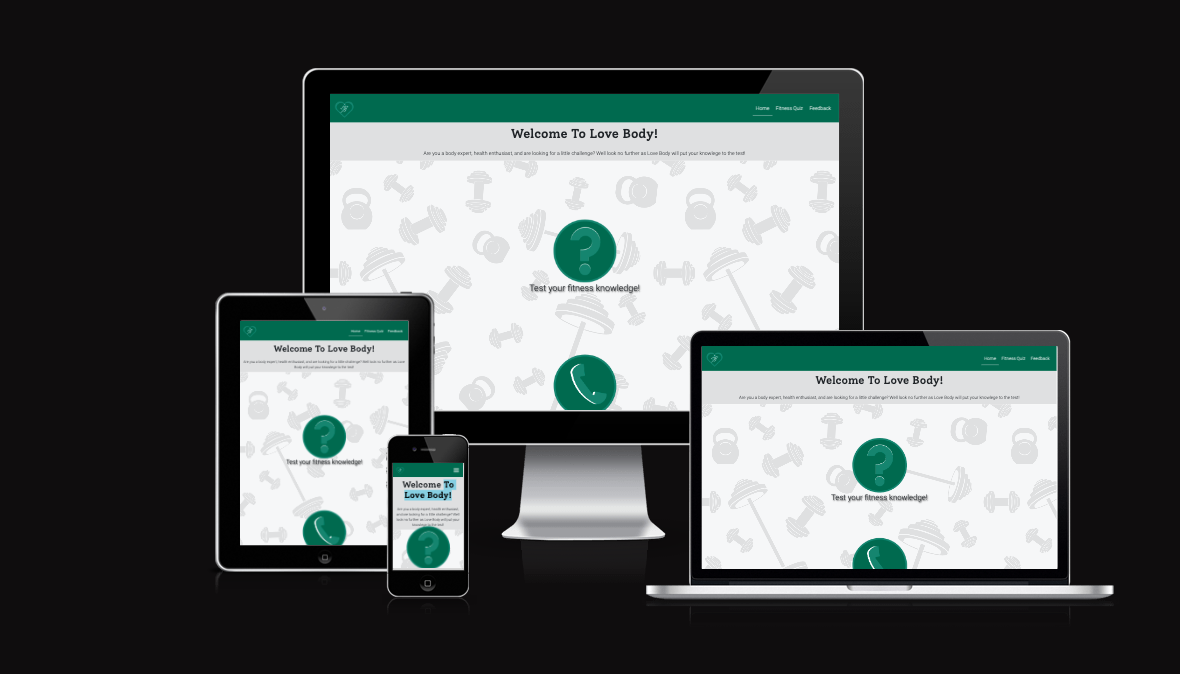 Home Fitness Quiz Feedback
Welcome To Love Body!
Are you a body expert, health enthusiast, and are looking for a little challenge? Well look no further as Love Body will put your knowlege to the test!
Test your fitness knowledge!
Home Fitness Quiz Feedback
Welcome To Love Body!
Are you a body expert, health enthusiast, and are looking for a little challenge? Well look no further as Love
Body will put your knowlege to the test!
Test your fitness knowledge!
Welcome To
Love Body!
Are you a body expert, health enthusiast,
and are looking for a little challenge? Well
look no further as Love Body will put your
knowlege to the test!
Home Fitness Quiz Feedback
Welcome To Love Body!
Are you a body expert, health enthusiast, and are looking for a little challenge? Well look no further as Love Body will put your knowlege to the test!
Test your fitness knowledge!